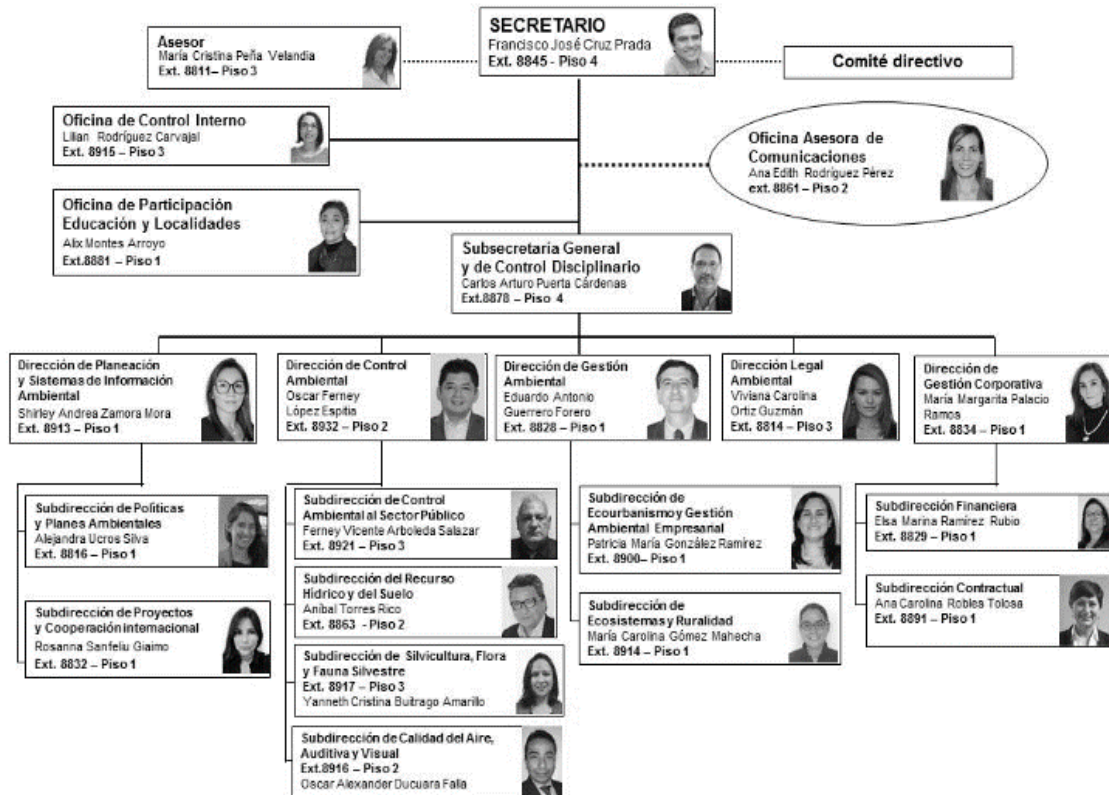 SECRETARIO
Francisco José Cruz Prada
Ext. 8845 - Piso 4
Asesor
María Cristina Peña Velandia
Ext. 8811– Piso 3
Comité directivo
Oficina de Control Interno
Lilian Rodríguez Carvajal
Ext. 8915 – Piso 3
Oficina Asesora de
Comunicaciones
Ana Edith Rodríguez Pérez
ext. 8861 – Piso 2
Oficina de Participación
Educación y Localidades
Alix Montes Arroyo
Ext.8881 – Piso 1
Subsecretaría General
y de Control Disciplinario
Carlos Arturo Puerta Cárdenas
Ext.8878 – Piso 4
Dirección de Planeación
y Sistemas de Información
Ambiental
Shirley Andrea Zamora Mora
Ext. 8913 – Piso 1
Dirección de Control
Ambiental
Oscar Ferney
López Espitia
Ext. 8932 – Piso 2
Dirección de Gestión
Ambiental
Eduardo Antonio
Guerrero Forero
Ext. 8828 – Piso 1
Dirección Legal
Ambiental
Viviana Carolina
Ortiz Guzmán
Ext. 8814 – Piso 3
Dirección de
Gestión Corporativa
María Margarita Palacio
Ramos
Ext. 8834 – Piso 1
Subdirección de Políticas
y Planes Ambientales
Alejandra Ucros Silva
Ext. 8816 – Piso 1
Subdirección de Proyectos
y Cooperación internacional
Rosanna Sanfeliu Giaimo
Ext. 8832 – Piso 1
Subdirección de Control
Ambiental al Sector Público
Ferney Vicente Arboleda Salazar
Ext. 8921 – Piso 3
Subdirección del Recurso
Hídrico y del Suelo
Aníbal Torres Rico
Ext. 8863 - Piso 2
Subdirección de Silvicultura, Flora
y Fauna Silvestre
Ext. 8917 – Piso 3
Yanneth Cristina Buitrago Amarillo
Subdirección de Calidad del Aire,
Auditiva y Visual
Ext.8916 – Piso 2
Oscar Alexander Ducuara Falla
Subdirección de
Ecourbanismo y Gestión
Ambiental Empresarial
Patricia María González Ramírez
Ext. 8900– Piso 1
Subdirección de
Ecosistemas y Ruralidad
María Carolina Gómez Mahecha
Ext. 8914 – Piso 1
Subdirección Financiera
Elsa Marina Ramírez Rubio
Ext. 8829 – Piso 1
Subdirección Contractual
Ana Carolina Robles Tolosa
Ext. 8891 – Piso 1